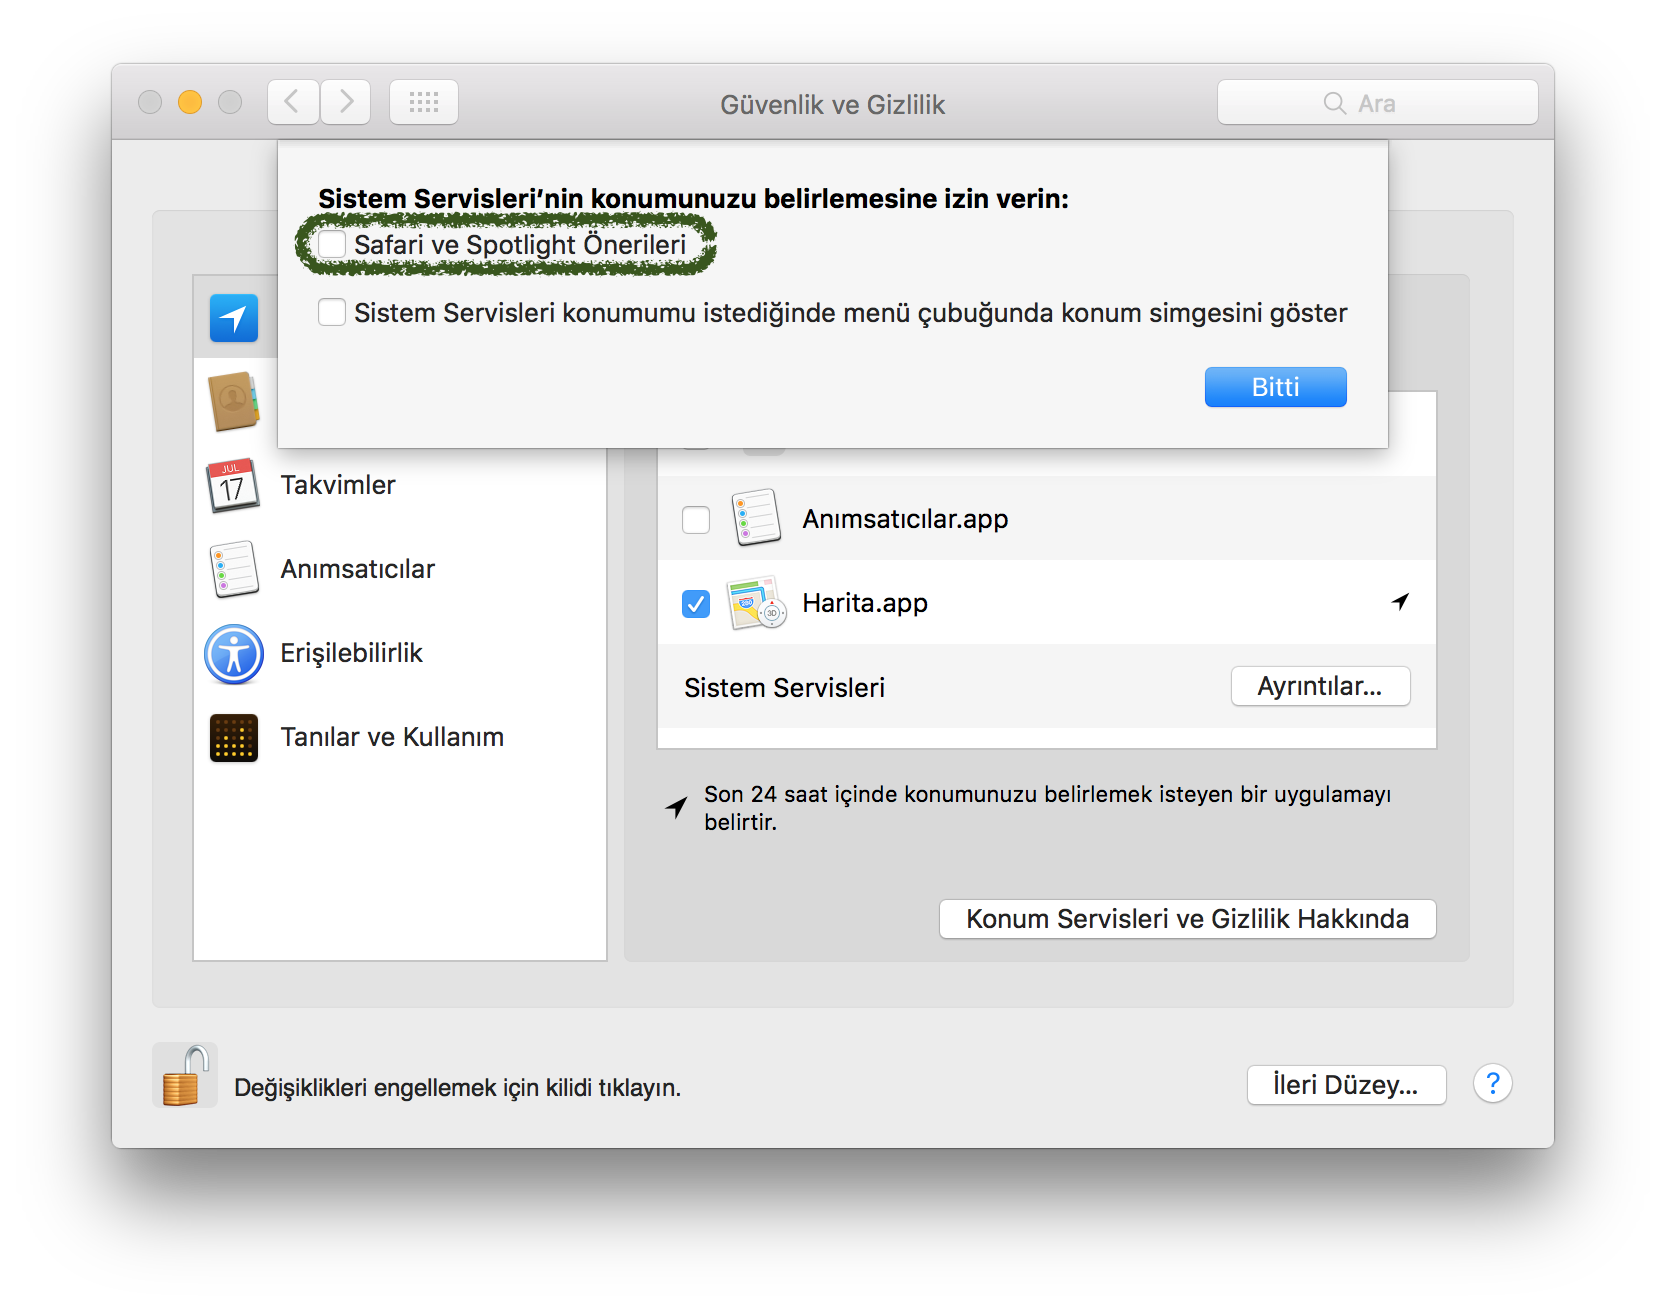 Güvenlik ve Gizlilik
Ara
Sistem Servisleri’nin konumunuzu belirlemesine izin verin:
Safari ve Spotlight Önerileri
Sistem Servisleri konumumu istediğinde menü çubuğunda konum simgesini göster
Bitti
JUL
17
Takvimler
Anımsatıcılar
Erişilebilirlik
Tanılar ve Kullanım
Anımsatıcılar.app
3D
Harita.app
Sistem Servisleri
Ayrıntılar...
Son 24 saat içinde konumunuzu belirlemek isteyen bir uygulamayı
belirtir.
Konum Servisleri ve Gizlilik Hakkında
Değişiklikleri engellemek için kilidi tıklayın.
İleri Düzey...
?